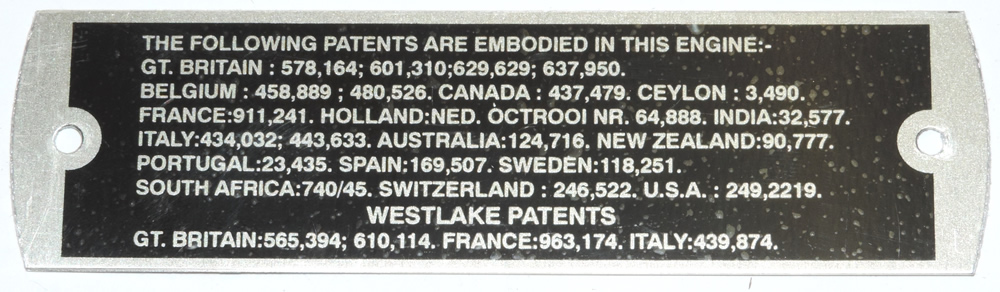 THE FOLLOWING PATENTS ARE EMBODIED IN THIS ENGINE:-
GT. BRITAIN : 578,164; 601,310;629,629; 637,950.
BELGIUM : 458,889 ; 480,526. CANADA : 437,479. CEYLON : 3,490.
FRANCE:911,241. HOLLAND:NED. OCTROOI NR. 64,888. INDIA:32,577.
ITALY:434,032; 443,633. AUSTRALIA:124,716. NEW ZEALAND:90,777.
PORTUGAL:23,435. SPAIN:169,507. SWEDEN:118,251.
SOUTH AFRICA:740/45. SWITZERLAND : 246,522. U.S.A. : 249,2219.
WESTLAKE PATENTS
GT. BRITAIN:565,394; 610,114. FRANCE:963,174. ITALY:439,874.